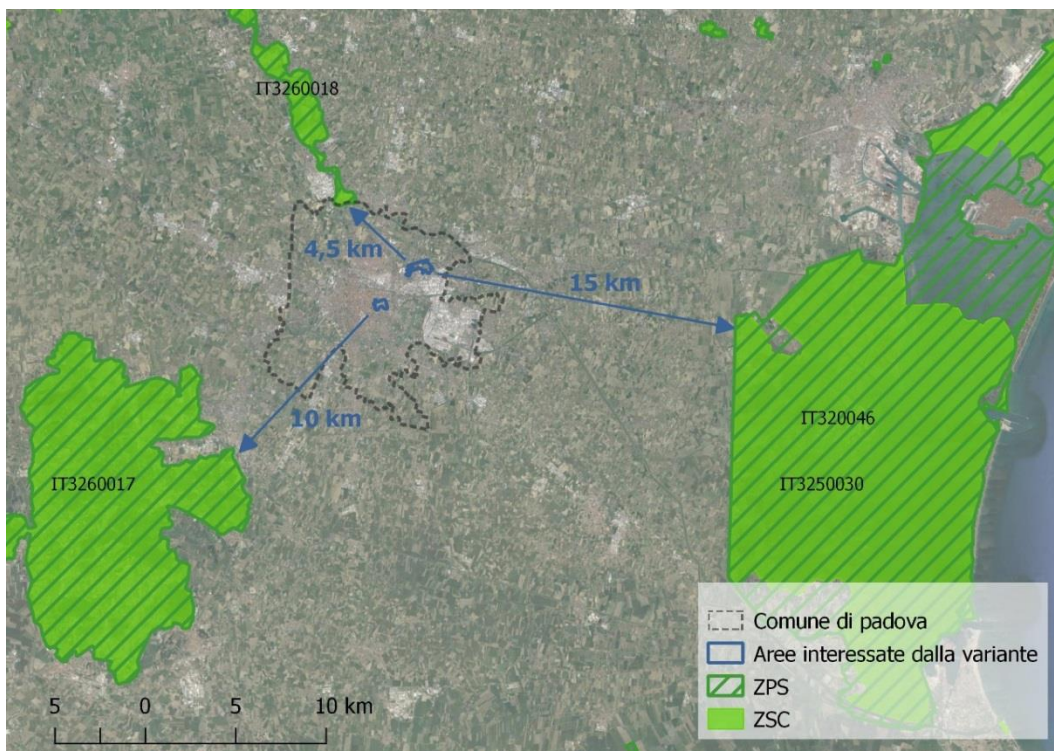 IT3260018
4,5 km
15 km
10 km
IT320046
IT3260017
IT3250030
Comune di padova
Aree interessate dalla variante
ZPS
ZSC
5 0 5 10 km